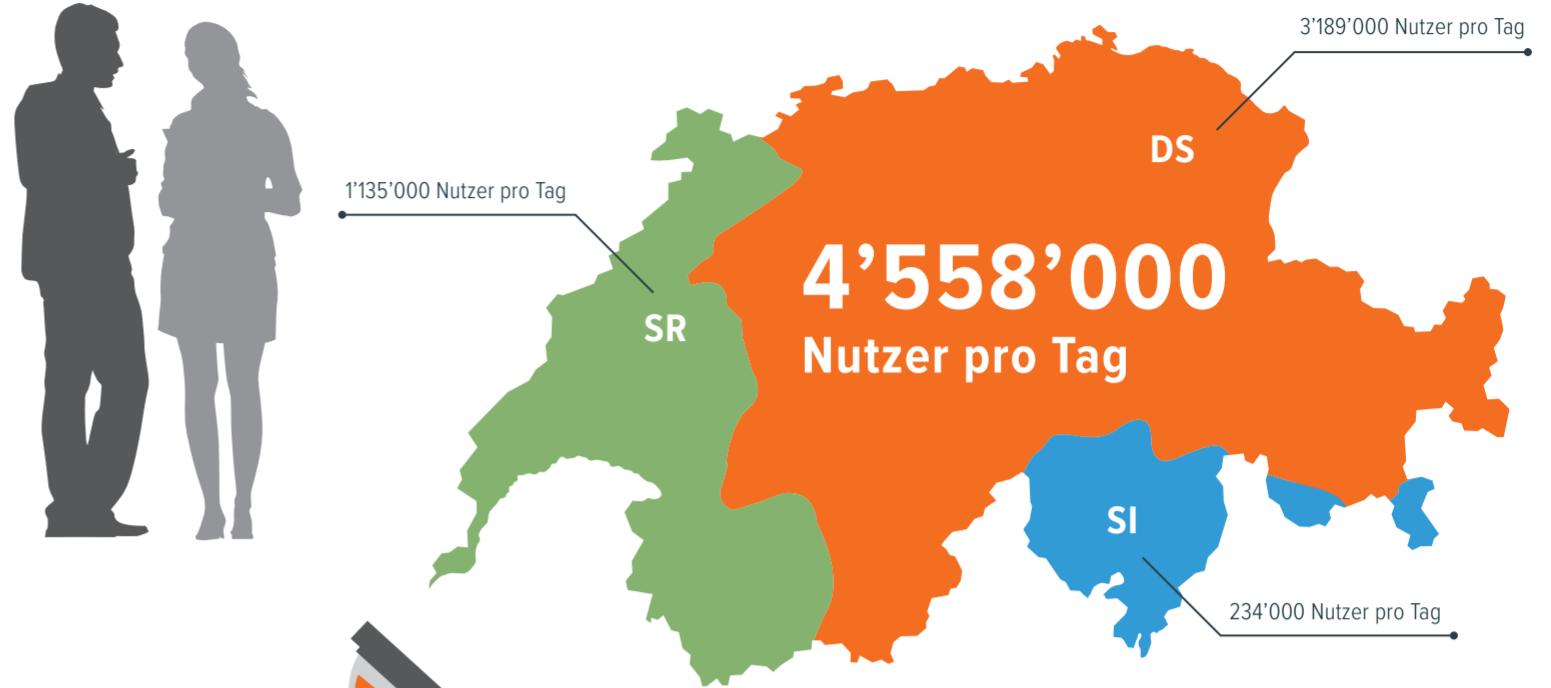 3’189’000 Nutzer pro Tag
DS
1’135’000 Nutzer pro Tag
4’558’000
Nutzer pro Tag
SR
SI
234’000 Nutzer pro Tag